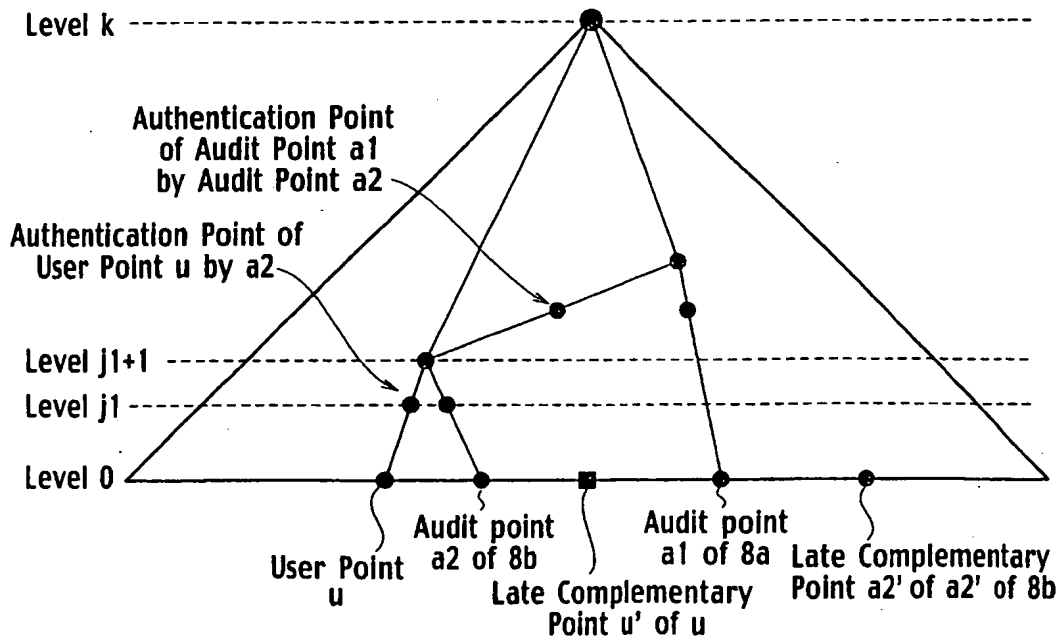 Level k
Authentication Point
of Audit Point a1
by Audit Point a2
Authentication Point of
User Point u by a2
Level j1+1
Level j1
Level 0
User Point
u
Audit point
a2 of 8b
Late Complementary
Point u' of u
Audit point
a1 of 8a
Late Complementary
Point a2' of a2' of 8b